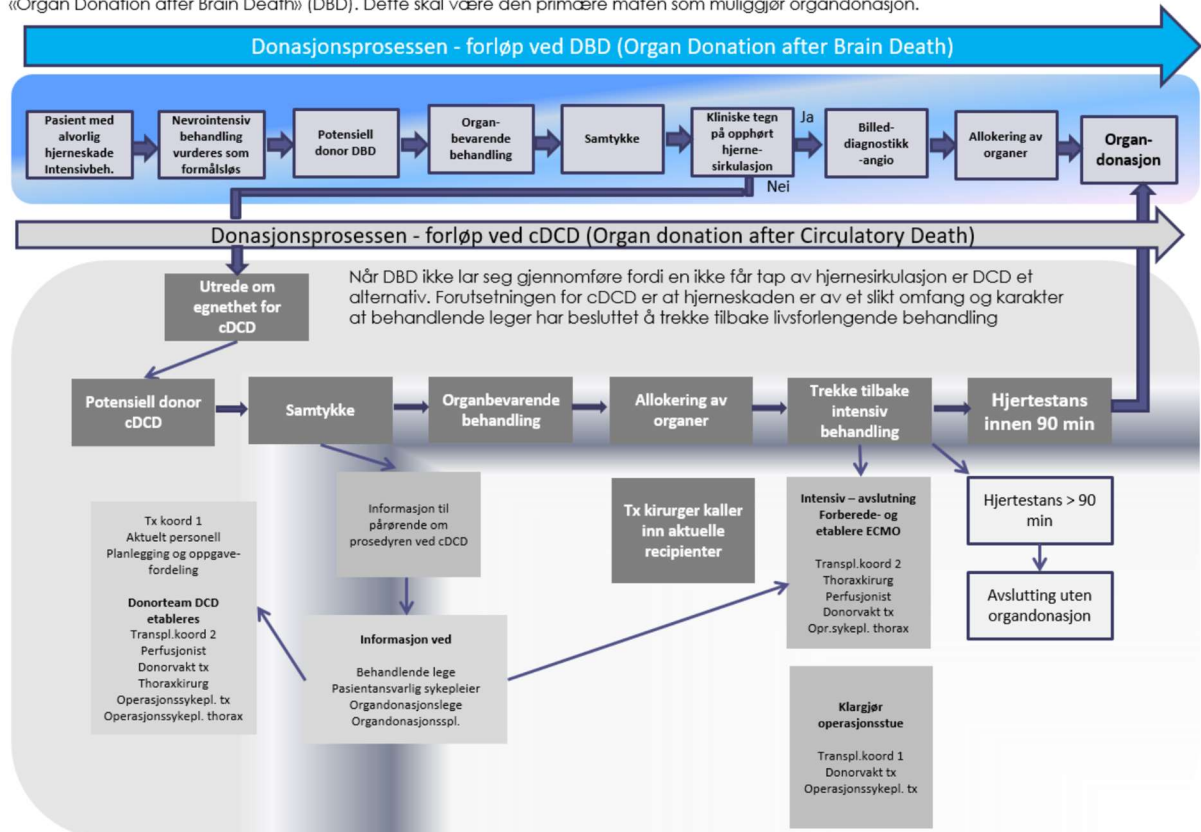 «Organ Donation after Brain Death» (DBD). Dette skal være den primære måten som muliggjør organdonasjon.
Donasjonsprosessen - forløp ved DBD (Organ Donation after Brain Death)
Pasient med
alvorlig
hjerneskade
Intensivbeh.
Nevrointensiv
behandling
vurderes som
formålsløs
Potensiell
donor DBD
Organ-
bevarende
behandling
Samtykke
Kliniske tegn
på opphørt
hjerne-
sirkulasjon
Ja
Nei
Billed-
diagnostikk
-angio
Allokering av
organer
Organ-
donasjon
Donasjonsprosessen - forløp ved cDCD (Organ donation after Circulatory Death)
Utrede om
egnethet for
cDCD
Når DBD ikke lar seg gjennomføre fordi en ikke får tap av hjernesirkulasjon er DCD et
alternativ. Forutsetningen for cDCD er at hjerneskaden er av et slikt omfang og karakter
at behandlende leger har besluttet å trekke tilbake livsforlengende behandling
Potensiell donor
cDCD
Samtykke
Organbevarende
behandling
Allokering av
organer
Trekke tilbake
intensiv
behandling
Hjertestans
innen 90 min
Tx koord 1
Aktuelt personell
Planlegging og oppgave-
fordeling
Donorteam DCD
etableres
Transpl.koord 2
Perfusjonist
Donorvakt tx
Thoraxkirurg
Operasjonssykepl. tx
Operasjonssykepl. thorax
Informasjon til
pårørende om
prosedyren ved cDCD
Informasjon ved
Behandlende lege
Pasientansvarlig sykepleier
Organdonasjonslege
Organdonasjonsspl.
Tx kirurger kaller
inn aktuelle
recipienter
Intensiv – avslutning
Forberede- og
etablere ECMO
Transpl.koord 2
Thoraxkirurg
Perfusjonist
Donorvakt tx
Opr.sykepl. thorax
Klargjør
operasjonsstue
Transpl.koord 1
Donorvakt tx
Operasjonssykepl. tx
Hjertestans > 90
min
Avslutting uten
organdonasjon